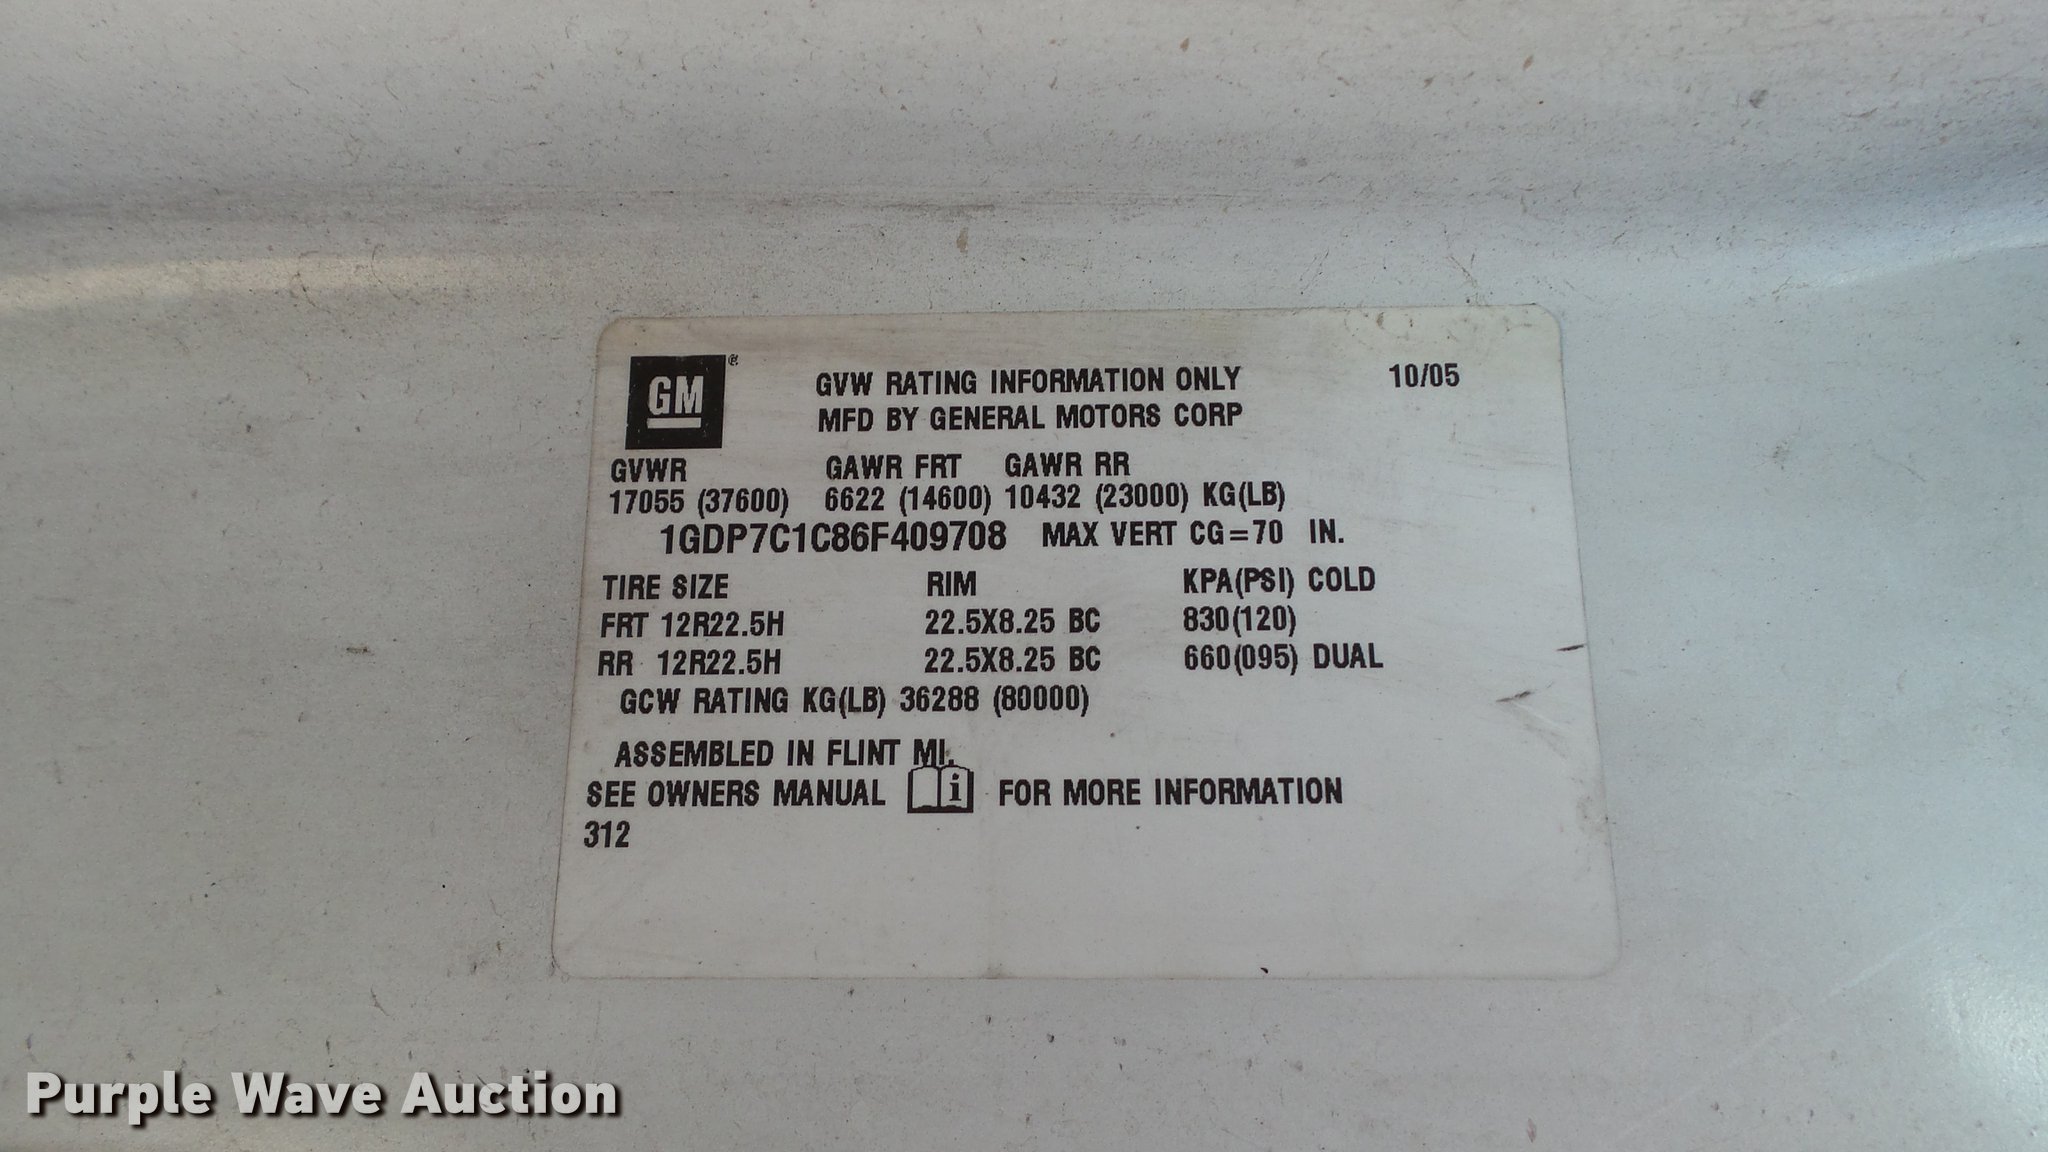 GM GVW RATING INFORMATION ONLY 10/05
MFD BY GENERAL MOTORS CORP
GVWR GAWR FRT GAWR RR
17055 (37600) 6622 (14600) 10432 (23000) KG(LB)
1GDP7C1C86F409708 MAX VERT CG=70 IN.
TIRE SIZE RIM KPA(PSI) COLD
FRT 12R22.5H 22.5X8.25 BC 830(120)
RR 12R22.5H 22.5X8.25 BC 660(095) DUAL
GCW RATING KG(LB) 36288 (80000)
ASSEMBLED IN FLINT MI.
SEE OWNERS MANUAL i FOR MORE INFORMATION
312
Purple Wave Auction